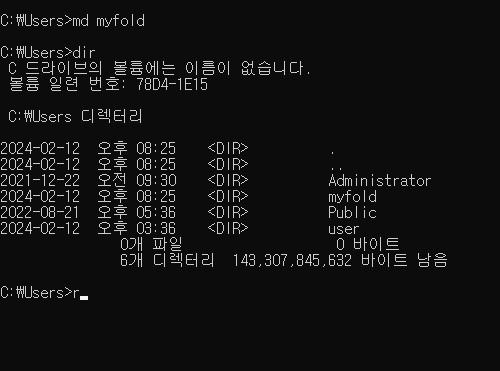 C:₩Users>md myfold
C:₩Users>dir
 C 드라이브의 볼륨에는 이름이 없습니다.
 볼륨 일련 번호: 78D4-1E15
 C:₩Users 디렉터리
2024-02-12  오후 08:25    <DIR>          .
2024-02-12  오후 08:25    <DIR>          ..
2021-12-22  오전 09:30    <DIR>          Administrator
2024-02-12  오후 08:25    <DIR>          myfold
2022-08-21  오후 05:36    <DIR>          Public
2024-02-12  오후 03:36    <DIR>          user
               0개 파일                   0 바이트
               6개 디렉터리  143,307,845,632 바이트 남음
C:₩Users>r